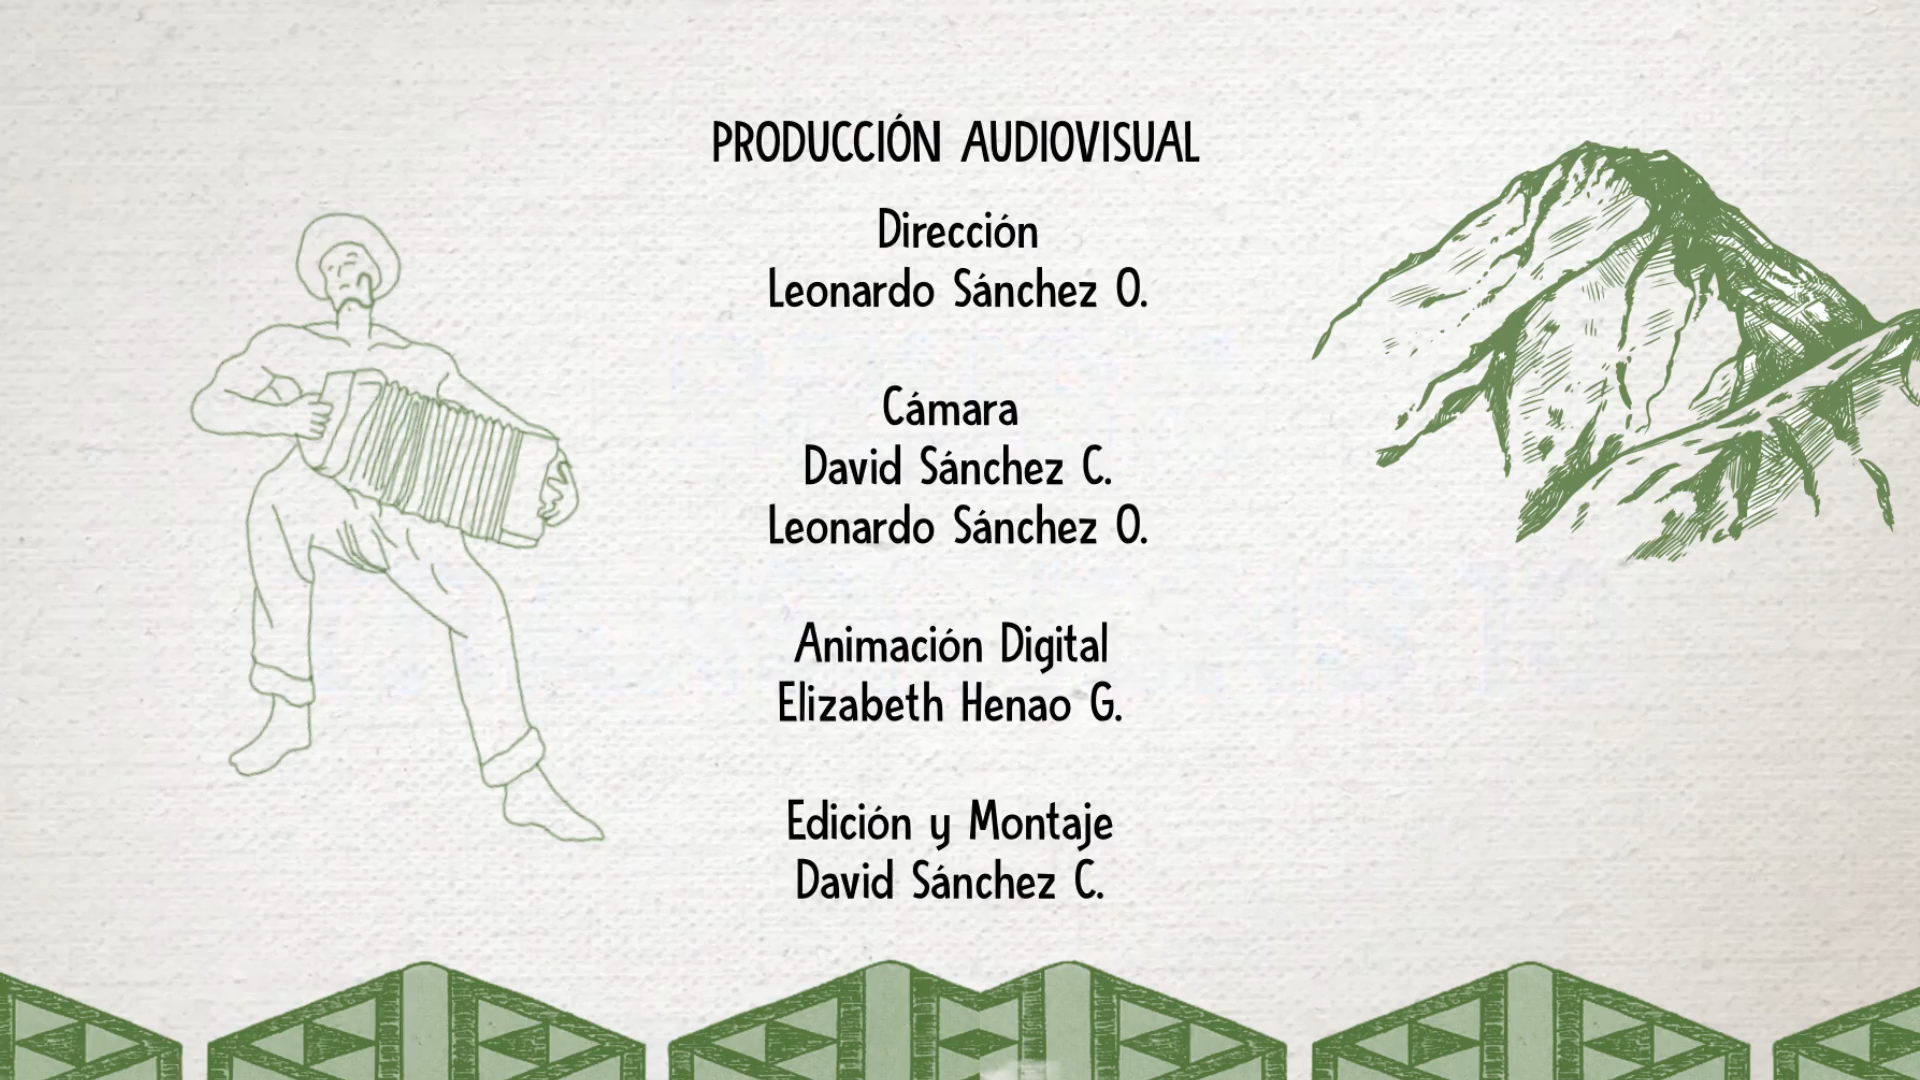 PRODUCCIÓN AUDIOVISUAL
Dirección
Leonardo Sánchez O.
Cámara
David Sánchez C.
Leonardo Sánchez O.
Animación Digital
Elizabeth Henao G.
Edición y Montaje
David Sánchez C.